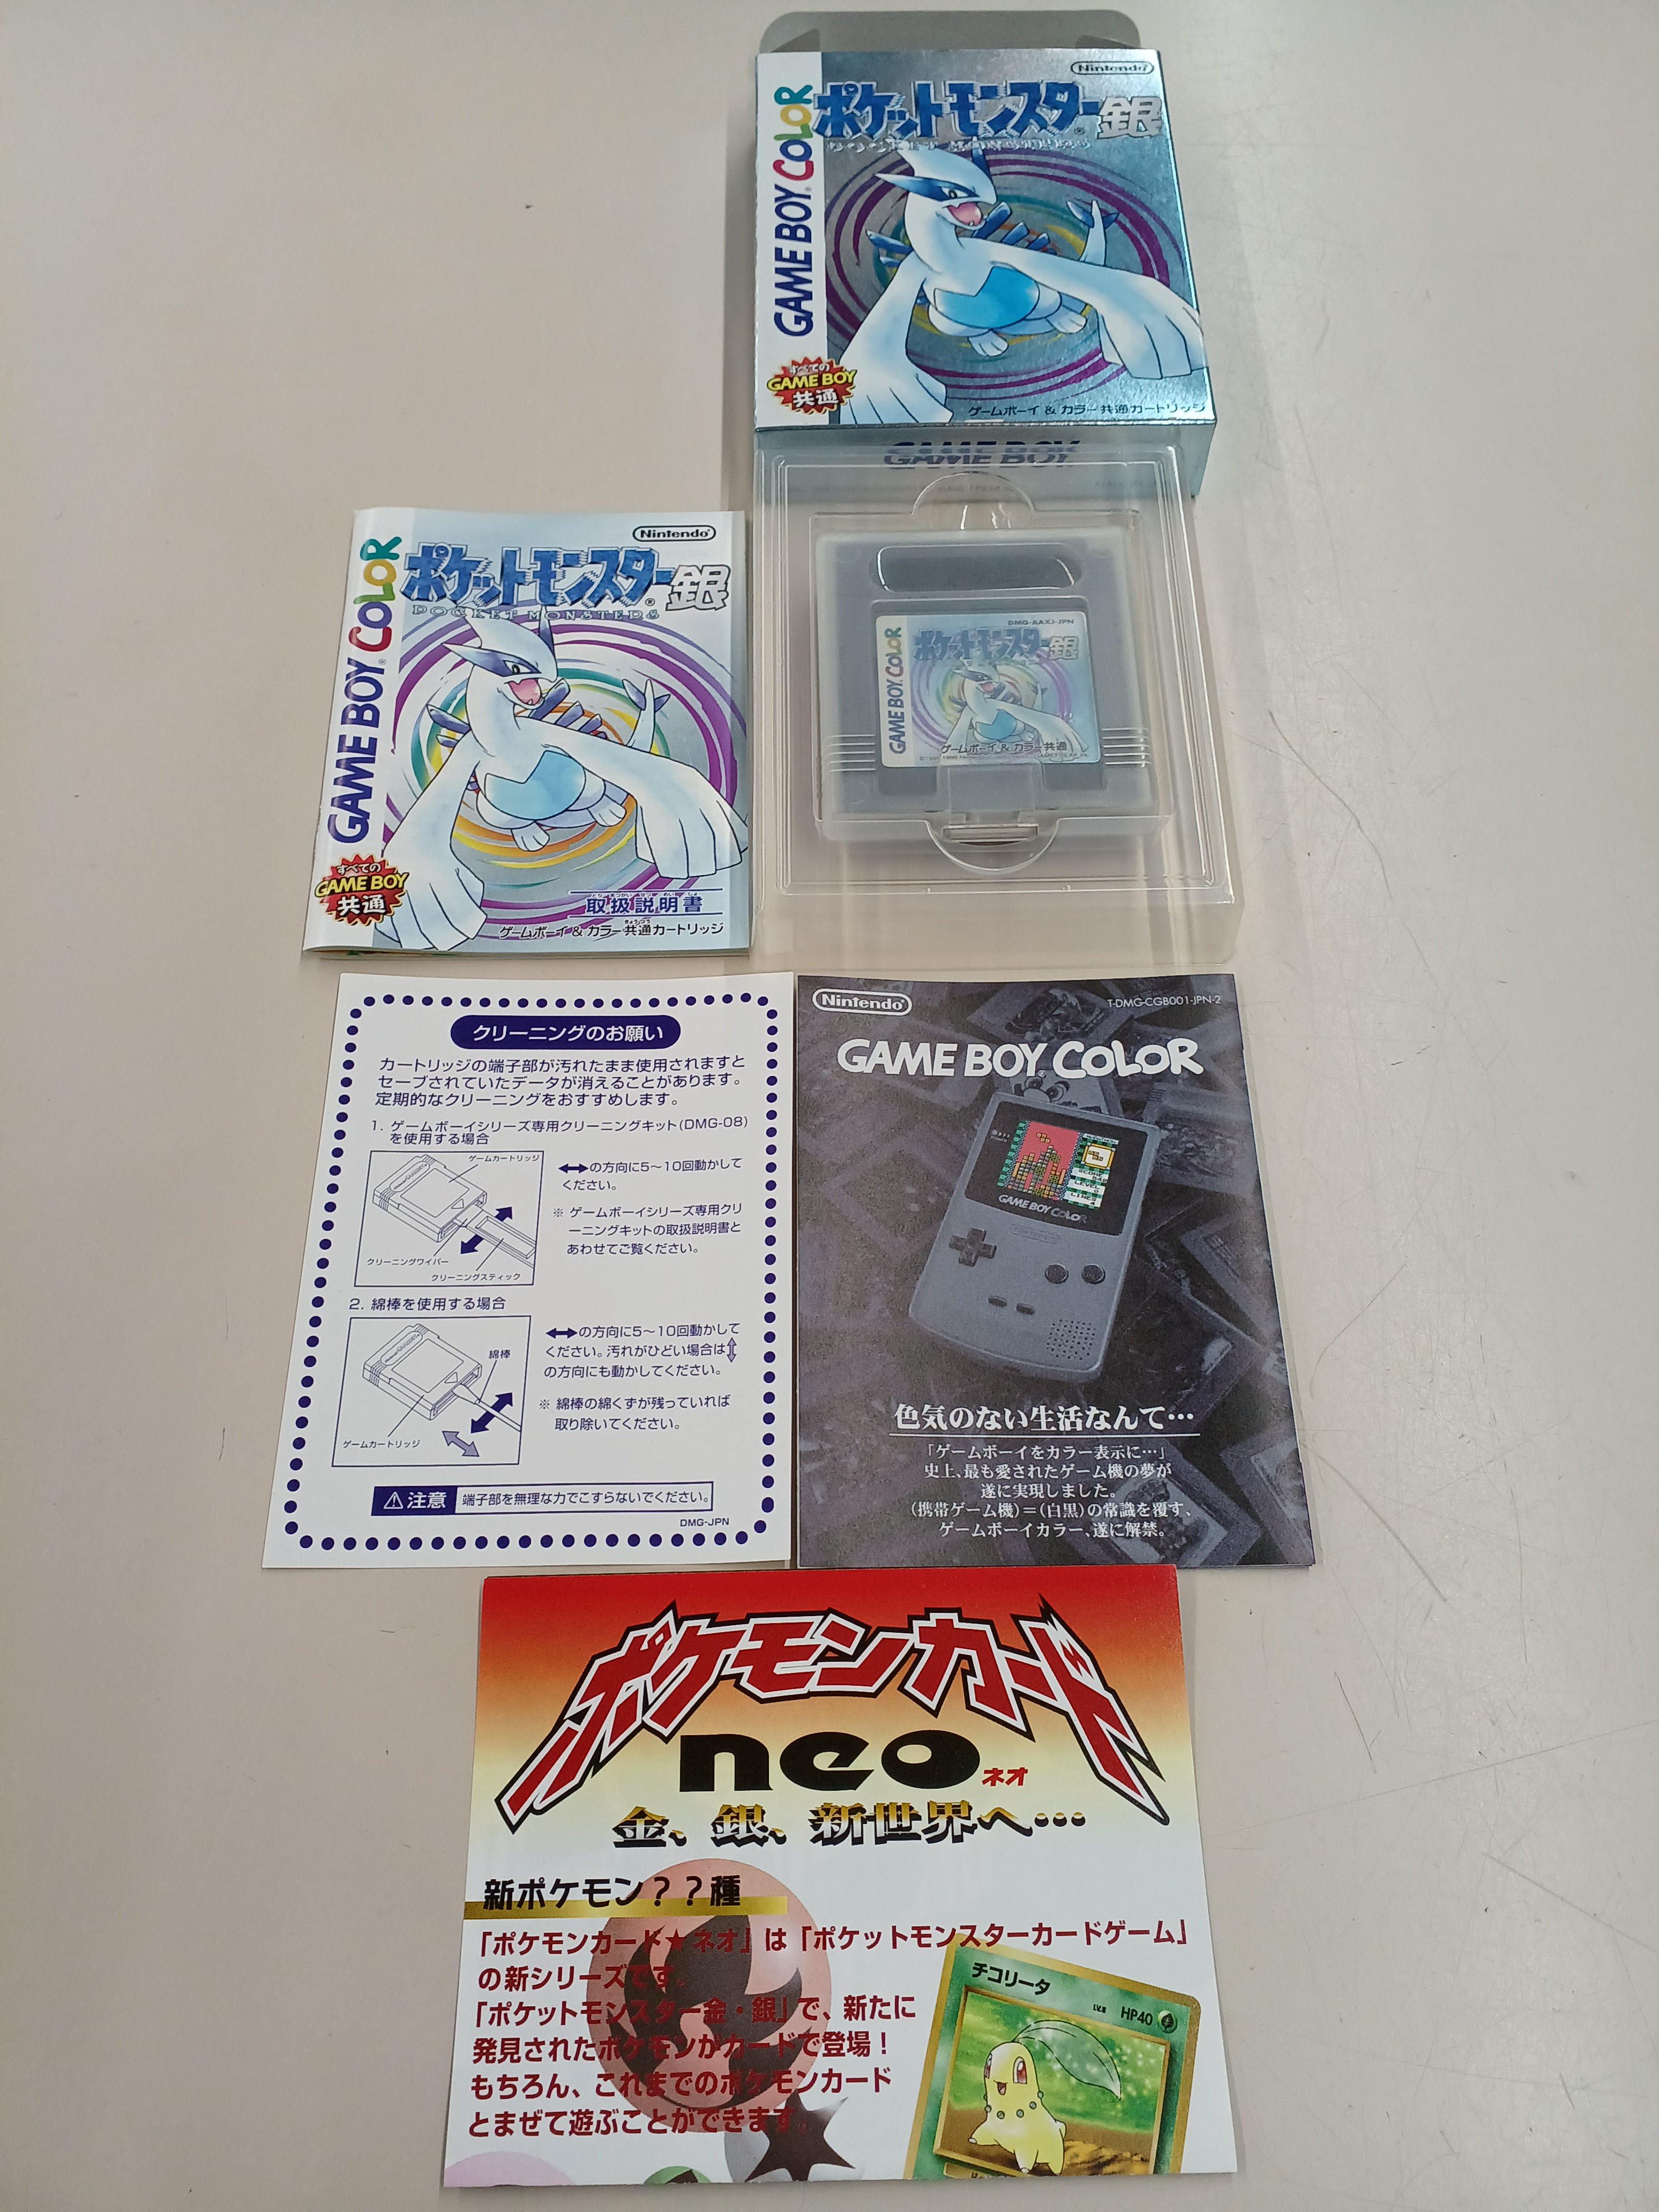 Nintendo
ポケットモンスター銀
POCKET MONSTERS
GAME BOY COLOR
すべての
GAME BOY
共通
ゲームボーイ & カラー共通カートリッジ
GAME BOY
Nintendo
ポケットモンスター銀
POCKET MONSTERS
GAME BOY COLOR
すべての
GAME BOY
共通
取扱説明書
ゲームボーイ & カラー共通カートリッジ
DMG-AAXJ-JPN
ポケットモンスター銀
GAME BOY COLOR
ゲームボーイ & カラー共通
クリーニングのお願い
カートリッジの端子部が汚れたまま使用されますと
セーブされていたデータが消えることがあります。
定期的なクリーニングをおすすめします。
1. ゲームボーイシリーズ専用クリーニングキット(DMG-08)
を使用する場合
ゲームカートリッジ
クリーニングワイパー
クリーニングスティック
の方向に5〜10回動かして
ください。
※ ゲームボーイシリーズ専用クリ
ーニングキットの取扱説明書と
あわせてご覧ください。
2. 綿棒を使用する場合
綿棒
ゲームカートリッジ
の方向に5〜10回動かして
ください。汚れがひどい場合は
の方向にも動かしてください。
※ 綿棒の綿くずが残っていれば
取り除いてください。
注意 端子部を無理な力でこすらないでください。
DMG-JPN
Nintendo
T-DMG-CGB001-JPN-2
GAME BOY COLOR
GAME BOY COLOR
色気のない生活なんて…
「ゲームボーイをカラー表示に…」
史上、最も愛されたゲーム機の夢が
遂に実現しました。
(携帯ゲーム機)=(白黒)の常識を覆す、
ゲームボーイカラー、遂に解禁。
ポケモンカード
neo ネオ
金、銀、新世界へ…
新ポケモン??種
「ポケモンカード★ネオ」は「ポケットモンスターカードゲーム」
の新シリーズです。
「ポケットモンスター金・銀」で、新たに
発見されたポケモンがカードで登場!
もちろん、これまでのポケモンカード
とまぜて遊ぶことができます。
チコリータ
HP40